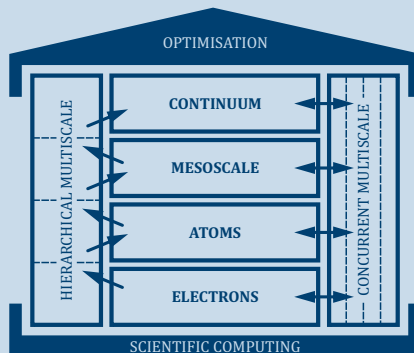 OPTIMISATION
HIERARCHICAL MULTISCALE
CONTINUUM
MESOSCALE
ATOMS
ELECTRONS
CONCURRENT MULTISCALE
SCIENTIFIC COMPUTING